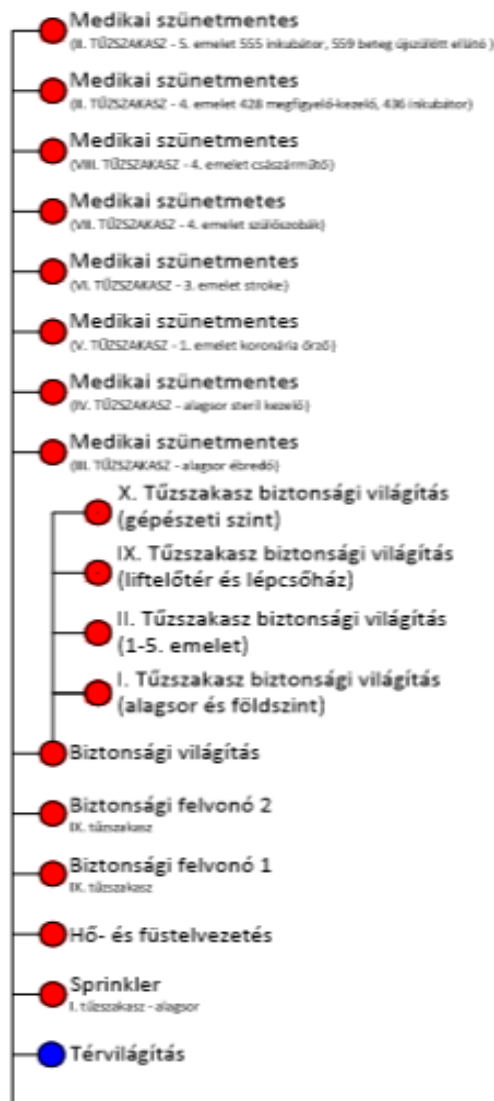 Medikai szünetmentes
(II. TŰZSZAKASZ - 5. emelet 555 inkubátor, 559 beteg újszülött ellátó )
Medikai szünetmentes
(II. TŰZSZAKASZ - 4. emelet 428 megfigyelő-kezelő, 436 inkubátor)
Medikai szünetmentes
(VIII. TŰZSZAKASZ - 4. emelet császárműtő)
Medikai szünetmetes
(VII. TŰZSZAKASZ - 4. emelet szülőszobák)
Medikai szünetmentes
(VI. TŰZSZAKASZ - 3. emelet stroke)
Medikai szünetmentes
(V. TŰZSZAKASZ - 1. emelet koronária őrző)
Medikai szünetmentes
(IV. TŰZSZAKASZ - alagsor steril kezelő)
Medikai szünetmentes
(III. TŰZSZAKASZ - alagsor ébredő)
X. Tűzszakasz biztonsági világítás
(gépészeti szint)
IX. Tűzszakasz biztonsági világítás
(liftelőtér és lépcsőház)
II. Tűzszakasz biztonsági világítás
(1-5. emelet)
I. Tűzszakasz biztonsági világítás
(alagsor és földszint)
Biztonsági világítás
Biztonsági felvonó 2
IX. tűzszakasz
Biztonsági felvonó 1
IX. tűzszakasz
Hő- és füstelvezetés
Sprinkler
I. tűzszakasz - alagsor
Térvilágítás